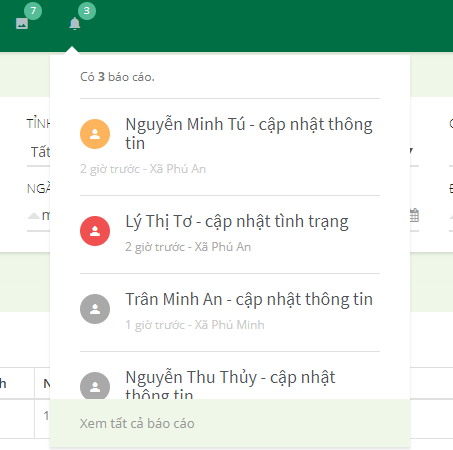 7
3
Có 3 báo cáo.
TỈNH
Nguyễn Minh Tú - cập nhật thông
tin
Tất
2 giờ trước - Xã Phú An
NGÀ
Lý Thị Tơ - cập nhật tình trạng
m
2 giờ trước - Xã Phú An
Trân Minh An - cập nhật thông tin
1 giờ trước - Xã Phú Minh
Nguyễn Thu Thủy - cập nhật
thông tin
h
N
1
Xem tất cả báo cáo